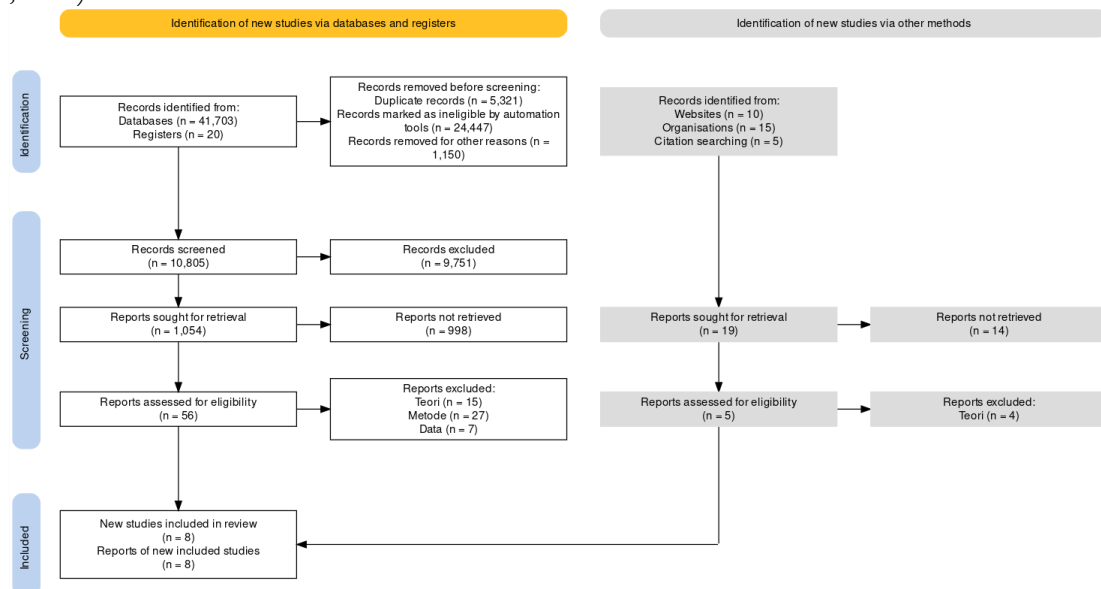 Identification of new studies via databases and registers
Identification of new studies via other methods
Identification
Records identified from:
Databases (n = 41,703)
Registers (n = 20)
Records removed before screening:
Duplicate records (n = 5,321)
Records marked as ineligible by automation
tools (n = 24,447)
Records removed for other reasons (n =
1,150)
Records identified from:
Websites (n = 10)
Organisations (n = 15)
Citation searching (n = 5)
Screening
Records screened
(n = 10,805)
Records excluded
(n = 9,751)
Reports sought for retrieval
(n = 1,054)
Reports not retrieved
(n = 998)
Reports sought for retrieval
(n = 19)
Reports not retrieved
(n = 14)
Reports assessed for eligibility
(n = 56)
Reports excluded:
Teori (n = 15)
Metode (n = 27)
Data (n = 7)
Reports assessed for eligibility
(n = 5)
Reports excluded:
Teori (n = 4)
Included
New studies included in review
(n = 8)
Reports of new included studies
(n = 8)